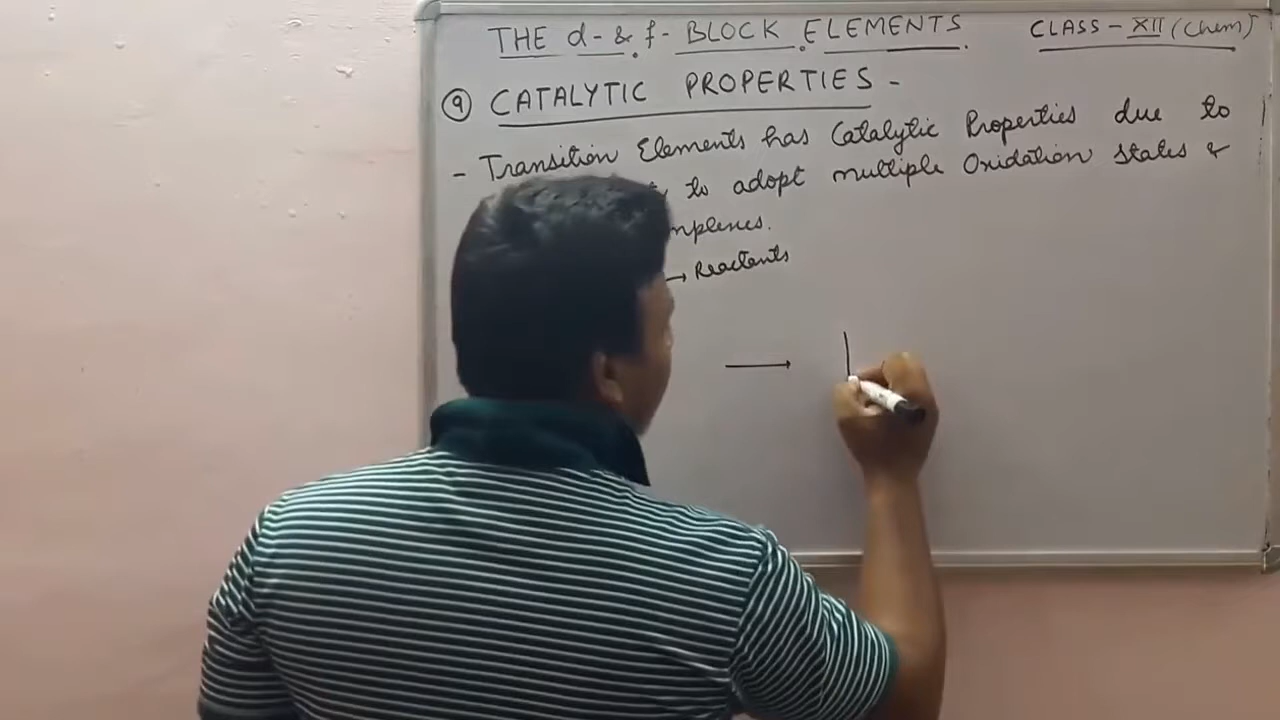 THE d- & f- BLOCK ELEMENTS. CLASS - XII (Chem)
9 CATALYTIC PROPERTIES -
- Transition Elements has Catalytic Properties due to
to adopt multiple Oxidation States &
→ Reactants